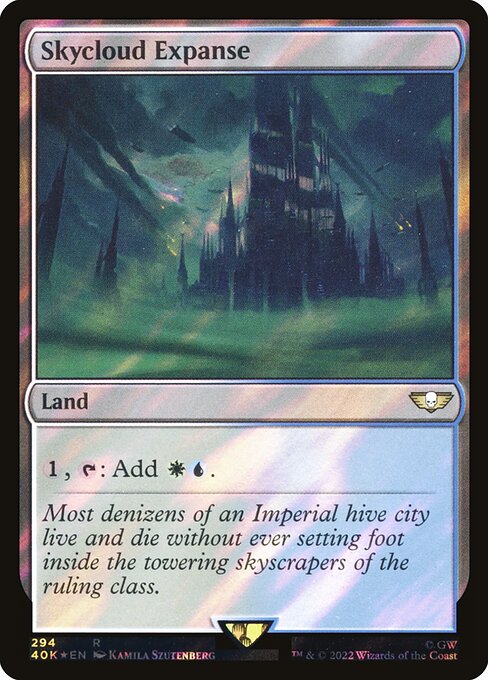 Skycloud Expanse
Land
1, : Add .
Most denizens of an Imperial hive city
live and die without ever setting foot
inside the towering skyscrapers of the
ruling class.
294 R
40K★EN Kamila Szutenberg
© GW
™ & © 2022 Wizards of the Coast